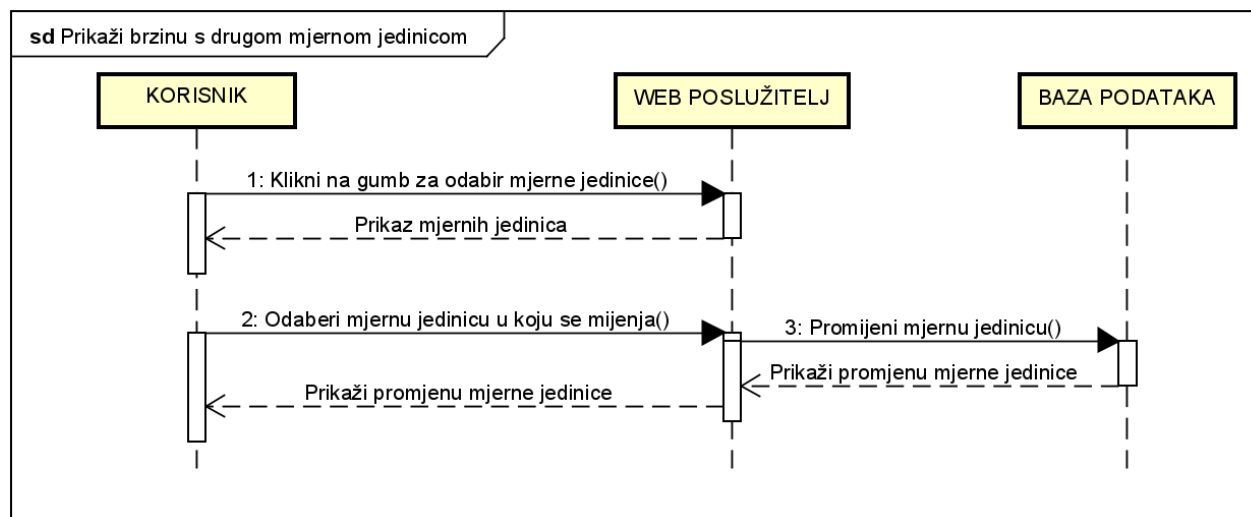 sd Prikaži brzinu s drugom mjernom jedinicom
KORISNIK
WEB POSLUŽITELJ
BAZA PODATAKA
1: Klikni na gumb za odabir mjerne jedinice()
Prikaz mjernih jedinica
2: Odaberi mjernu jedinicu u koju se mijenja()
3: Promijeni mjernu jedinicu()
Prikaži promjenu mjerne jedinice
Prikaži promjenu mjerne jedinice